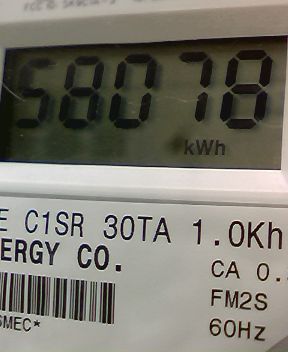 58078
kWh
E C1SR 30TA 1.0Kh
ERGY CO.
CA 0.
FM2S
SMEC*
60Hz